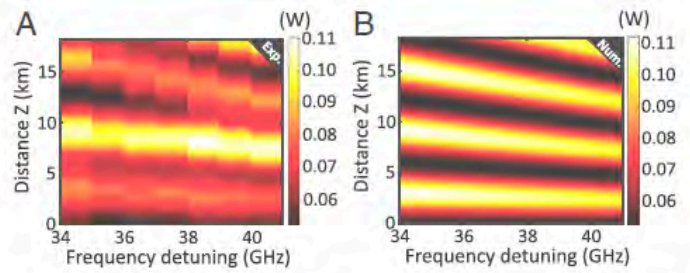 A
(W)
Exp.
0.11
0.10
0.09
0.08
0.07
0.06
15
10
5
0
Distance Z (km)
34
36
38
40
Frequency detuning (GHz)
B
(W)
Num.
0.11
0.10
0.09
0.08
0.07
0.06
15
10
5
0
Distance Z (km)
34
36
38
40
Frequency detuning (GHz)